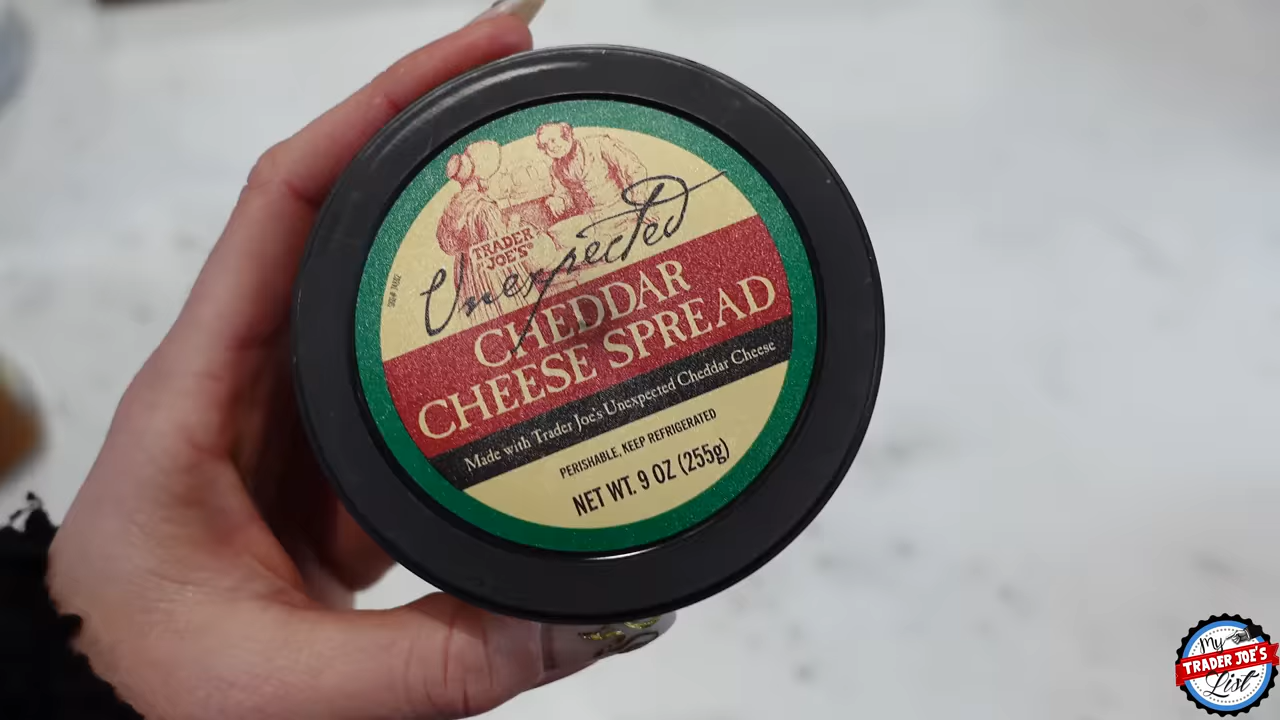 TRADER
JOE'S
Unexpected
CHEDDAR
CHEESE SPREAD
Made with Trader Joe's Unexpected Cheddar Cheese
PERISHABLE, KEEP REFRIGERATED
NET WT. 9 OZ (255g)
My
TRADER JOE'S
List